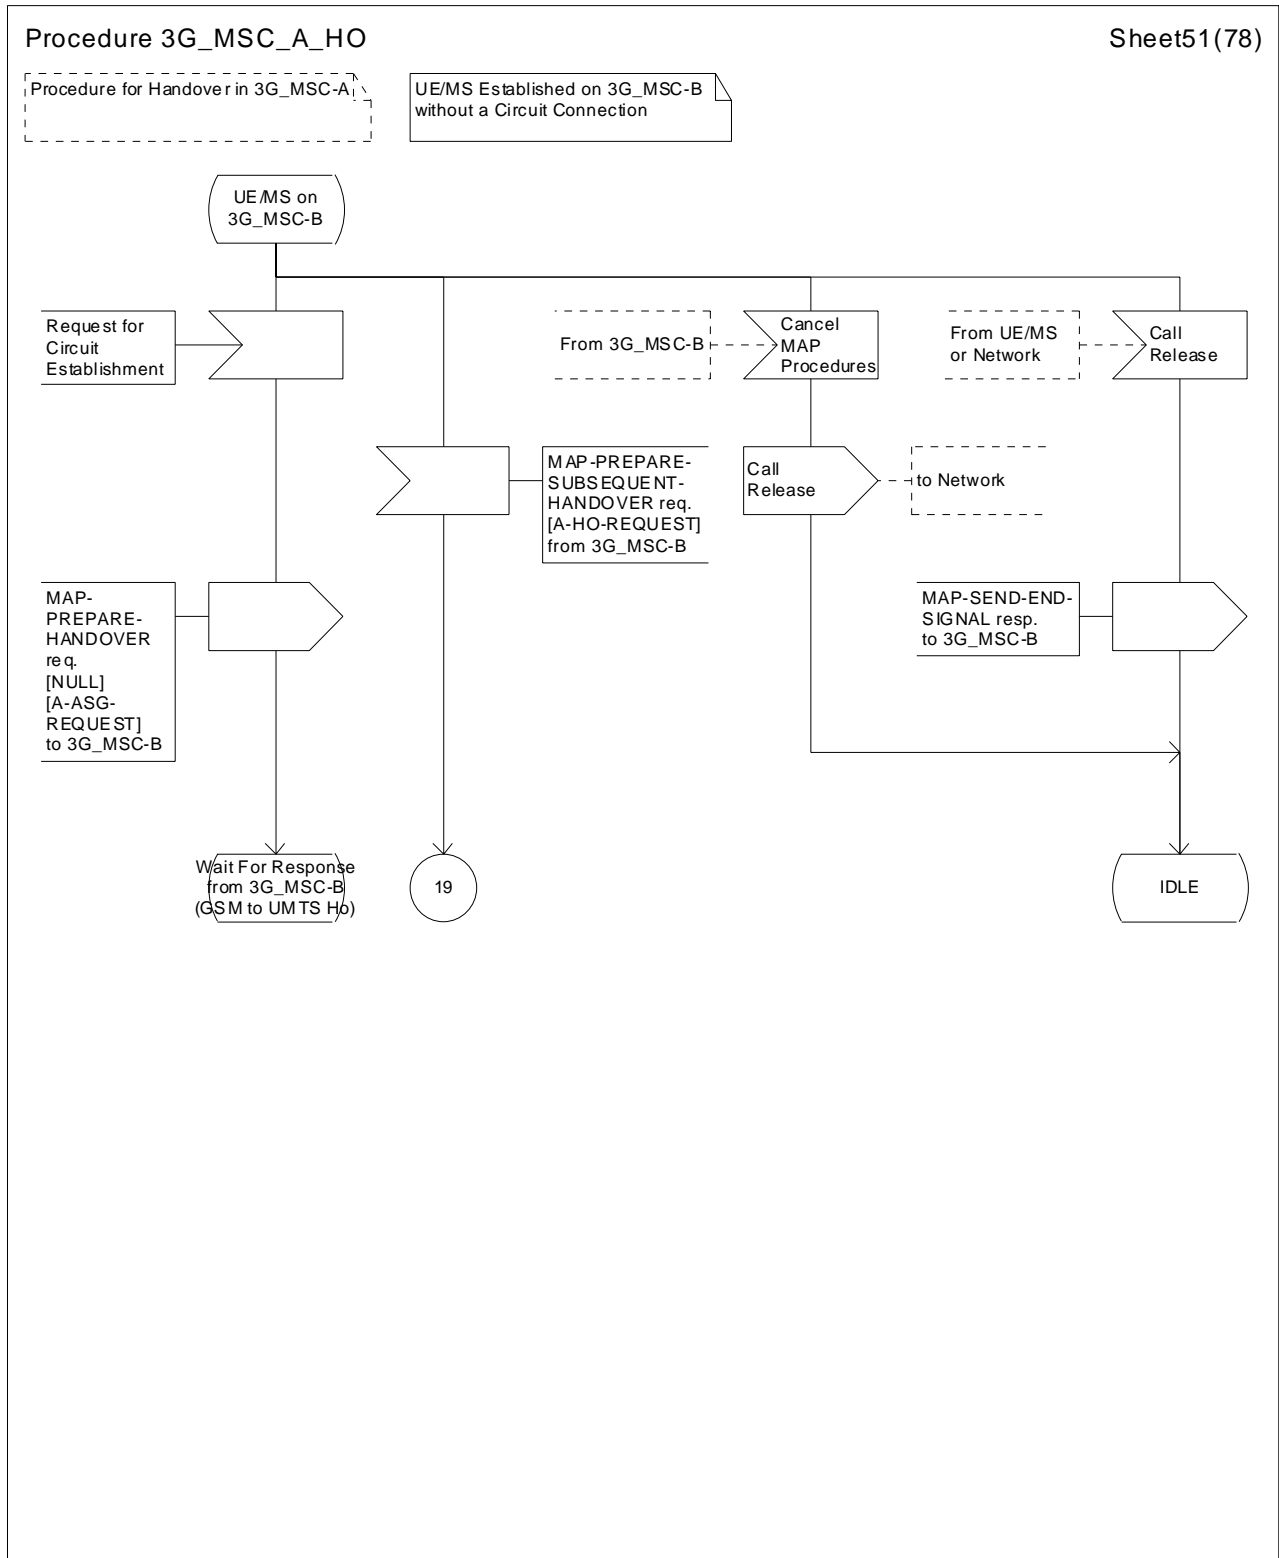 Procedure 3G_MSC_A_HO
Sheet51(78)
Procedure for Handover in 3G_MSC-A
UE/MS Established on 3G_MSC-B
without a Circuit Connection
UE/MS on
3G_MSC-B
Request for
Circuit
Establishment
From 3G_MSC-B
Cancel
MAP
Procedures
From UE/MS
or Network
Call
Release
MAP-PREPARE-
SUBSEQUENT-
HANDOVER req.
[A-HO-REQUEST]
from 3G_MSC-B
Call
Release
to Network
MAP-
PREPARE-
HANDOVER
req.
[NULL]
[A-ASG-
REQUEST]
to 3G_MSC-B
MAP-SEND-END-
SIGNAL resp.
to 3G_MSC-B
Wait For Response
from 3G_MSC-B
(GSM to UMTS Ho)
19
IDLE